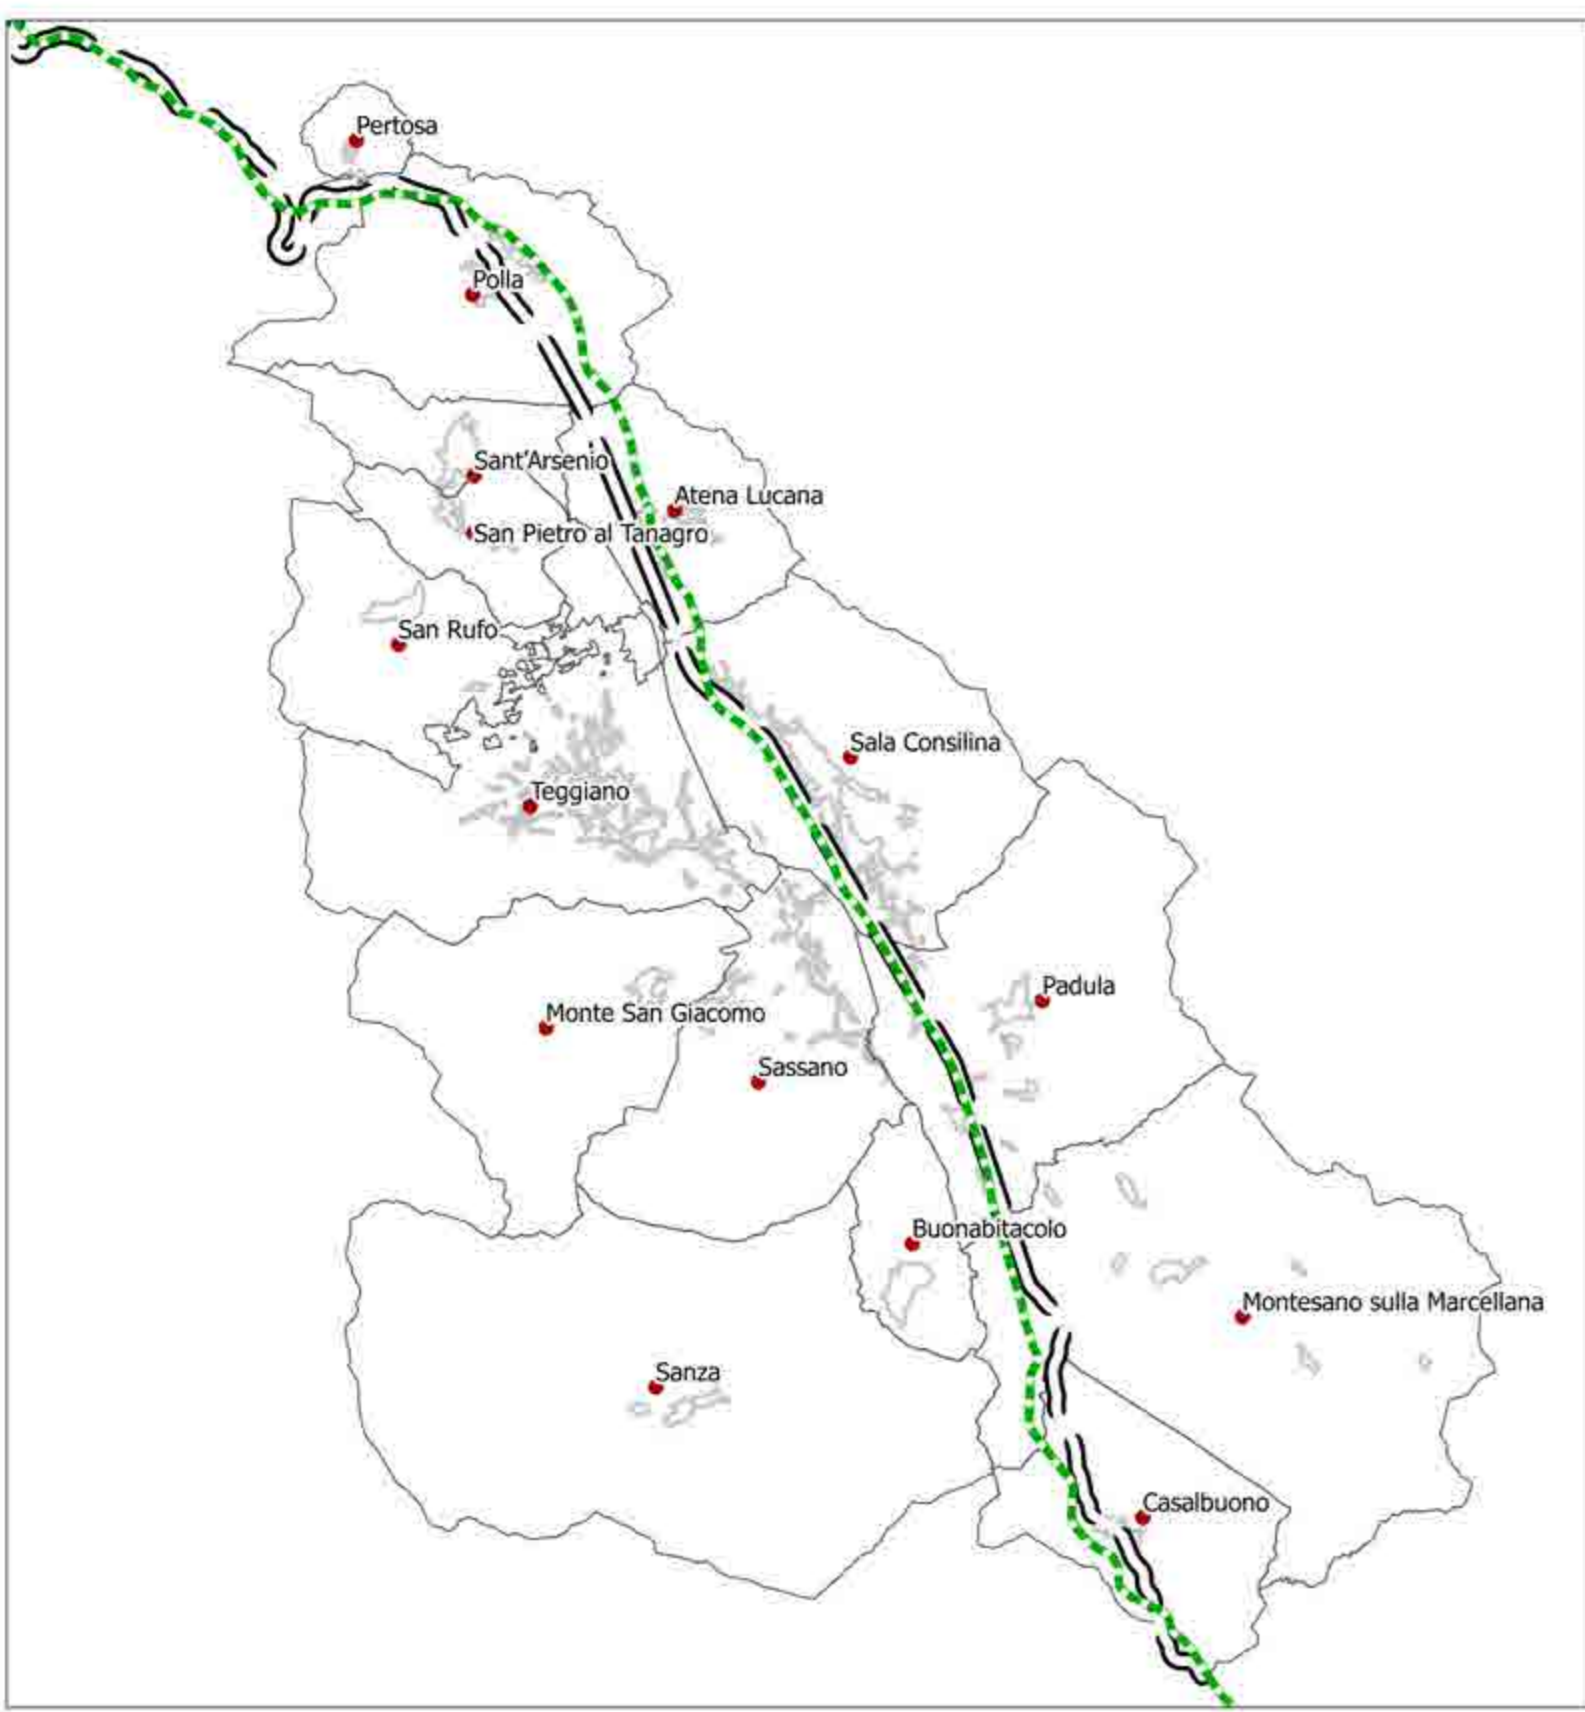 Pertosa
Polla
Sant'Arsenio
Atena Lucana
San Pietro al Tanagro
San Rufo
Sala Consilina
Teggiano
Padula
Monte San Giacomo
Sassano
Buonabitacolo
Montesano sulla Marcellana
Sanza
Casalbuono